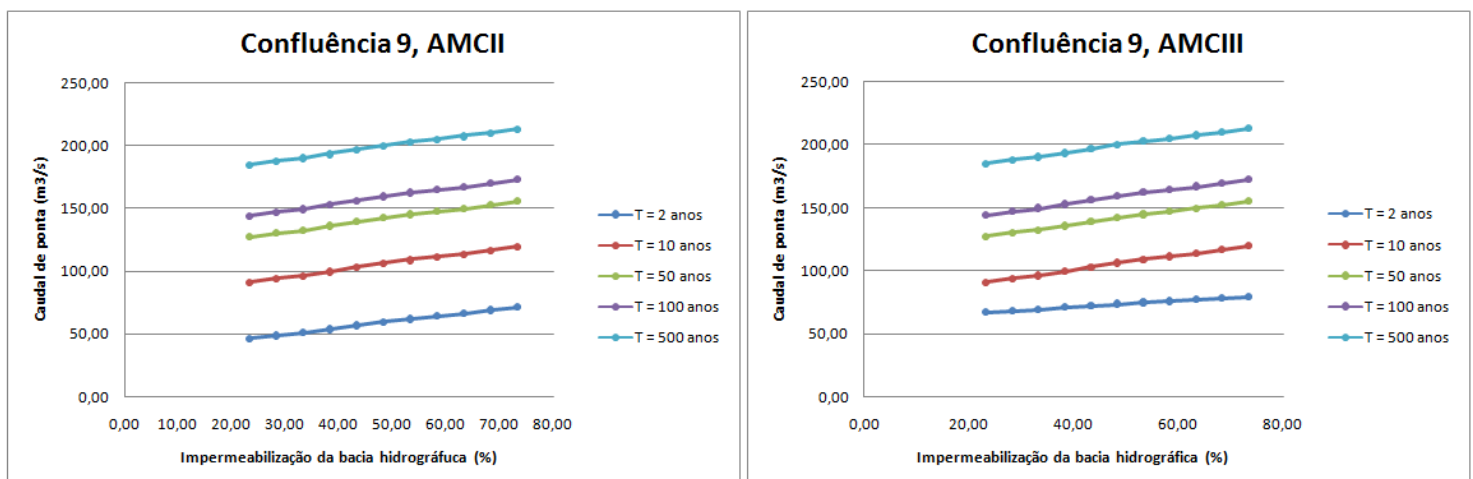 Confluência 9, AMCII
250,00
200,00
150,00
100,00
50,00
0,00
Caudal de ponta (m3/s)
0,00 10,00 20,00 30,00 40,00 50,00 60,00 70,00 80,00
Impermeabilização da bacia hidrográfuca (%)
T = 2 anos
T = 10 anos
T = 50 anos
T = 100 anos
T = 500 anos
Confluência 9, AMCIII
250,00
200,00
150,00
100,00
50,00
0,00
Caudal de ponta (m3/s)
0,00 20,00 40,00 60,00 80,00
Impermeabilização da bacia hidrográfica (%)
T = 2 anos
T = 10 anos
T = 50 anos
T = 100 anos
T = 500 anos